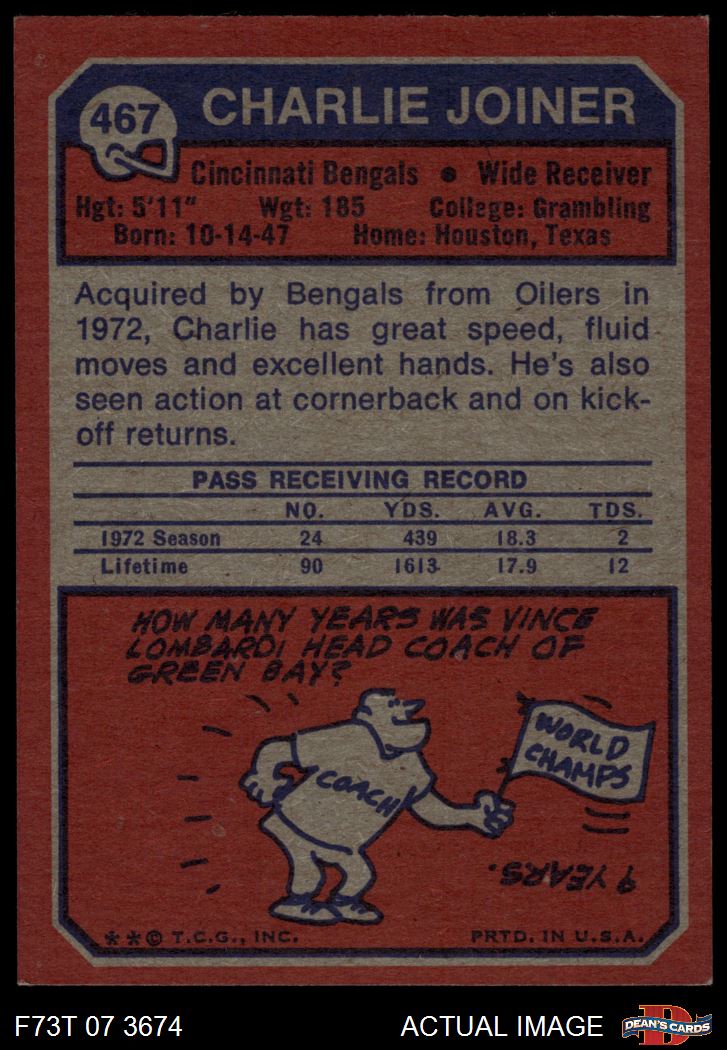 467
CHARLIE JOINER
Cincinnati Bengals • Wide Receiver
Hgt: 5'11" Wgt: 185 College: Grambling
Born: 10-14-47 Home: Houston, Texas
Acquired by Bengals from Oilers in
1972, Charlie has great speed, fluid
moves and excellent hands. He's also
seen action at cornerback and on kick-
off returns.
PASS RECEIVING RECORD
NO. YDS. AVG. TDS.
1972 Season 24 439 18.3 2
Lifetime 90 1613 17.9 12
HOW MANY YEARS WAS VINCE
LOMBARDI HEAD COACH OF
GREEN BAY?
WORLD
CHAMPS
COACH
9 YEARS.
**© T.C.G., INC. PRTD. IN U.S.A.
F73T 07 3674 ACTUAL IMAGE
D
DEAN'S CARDS